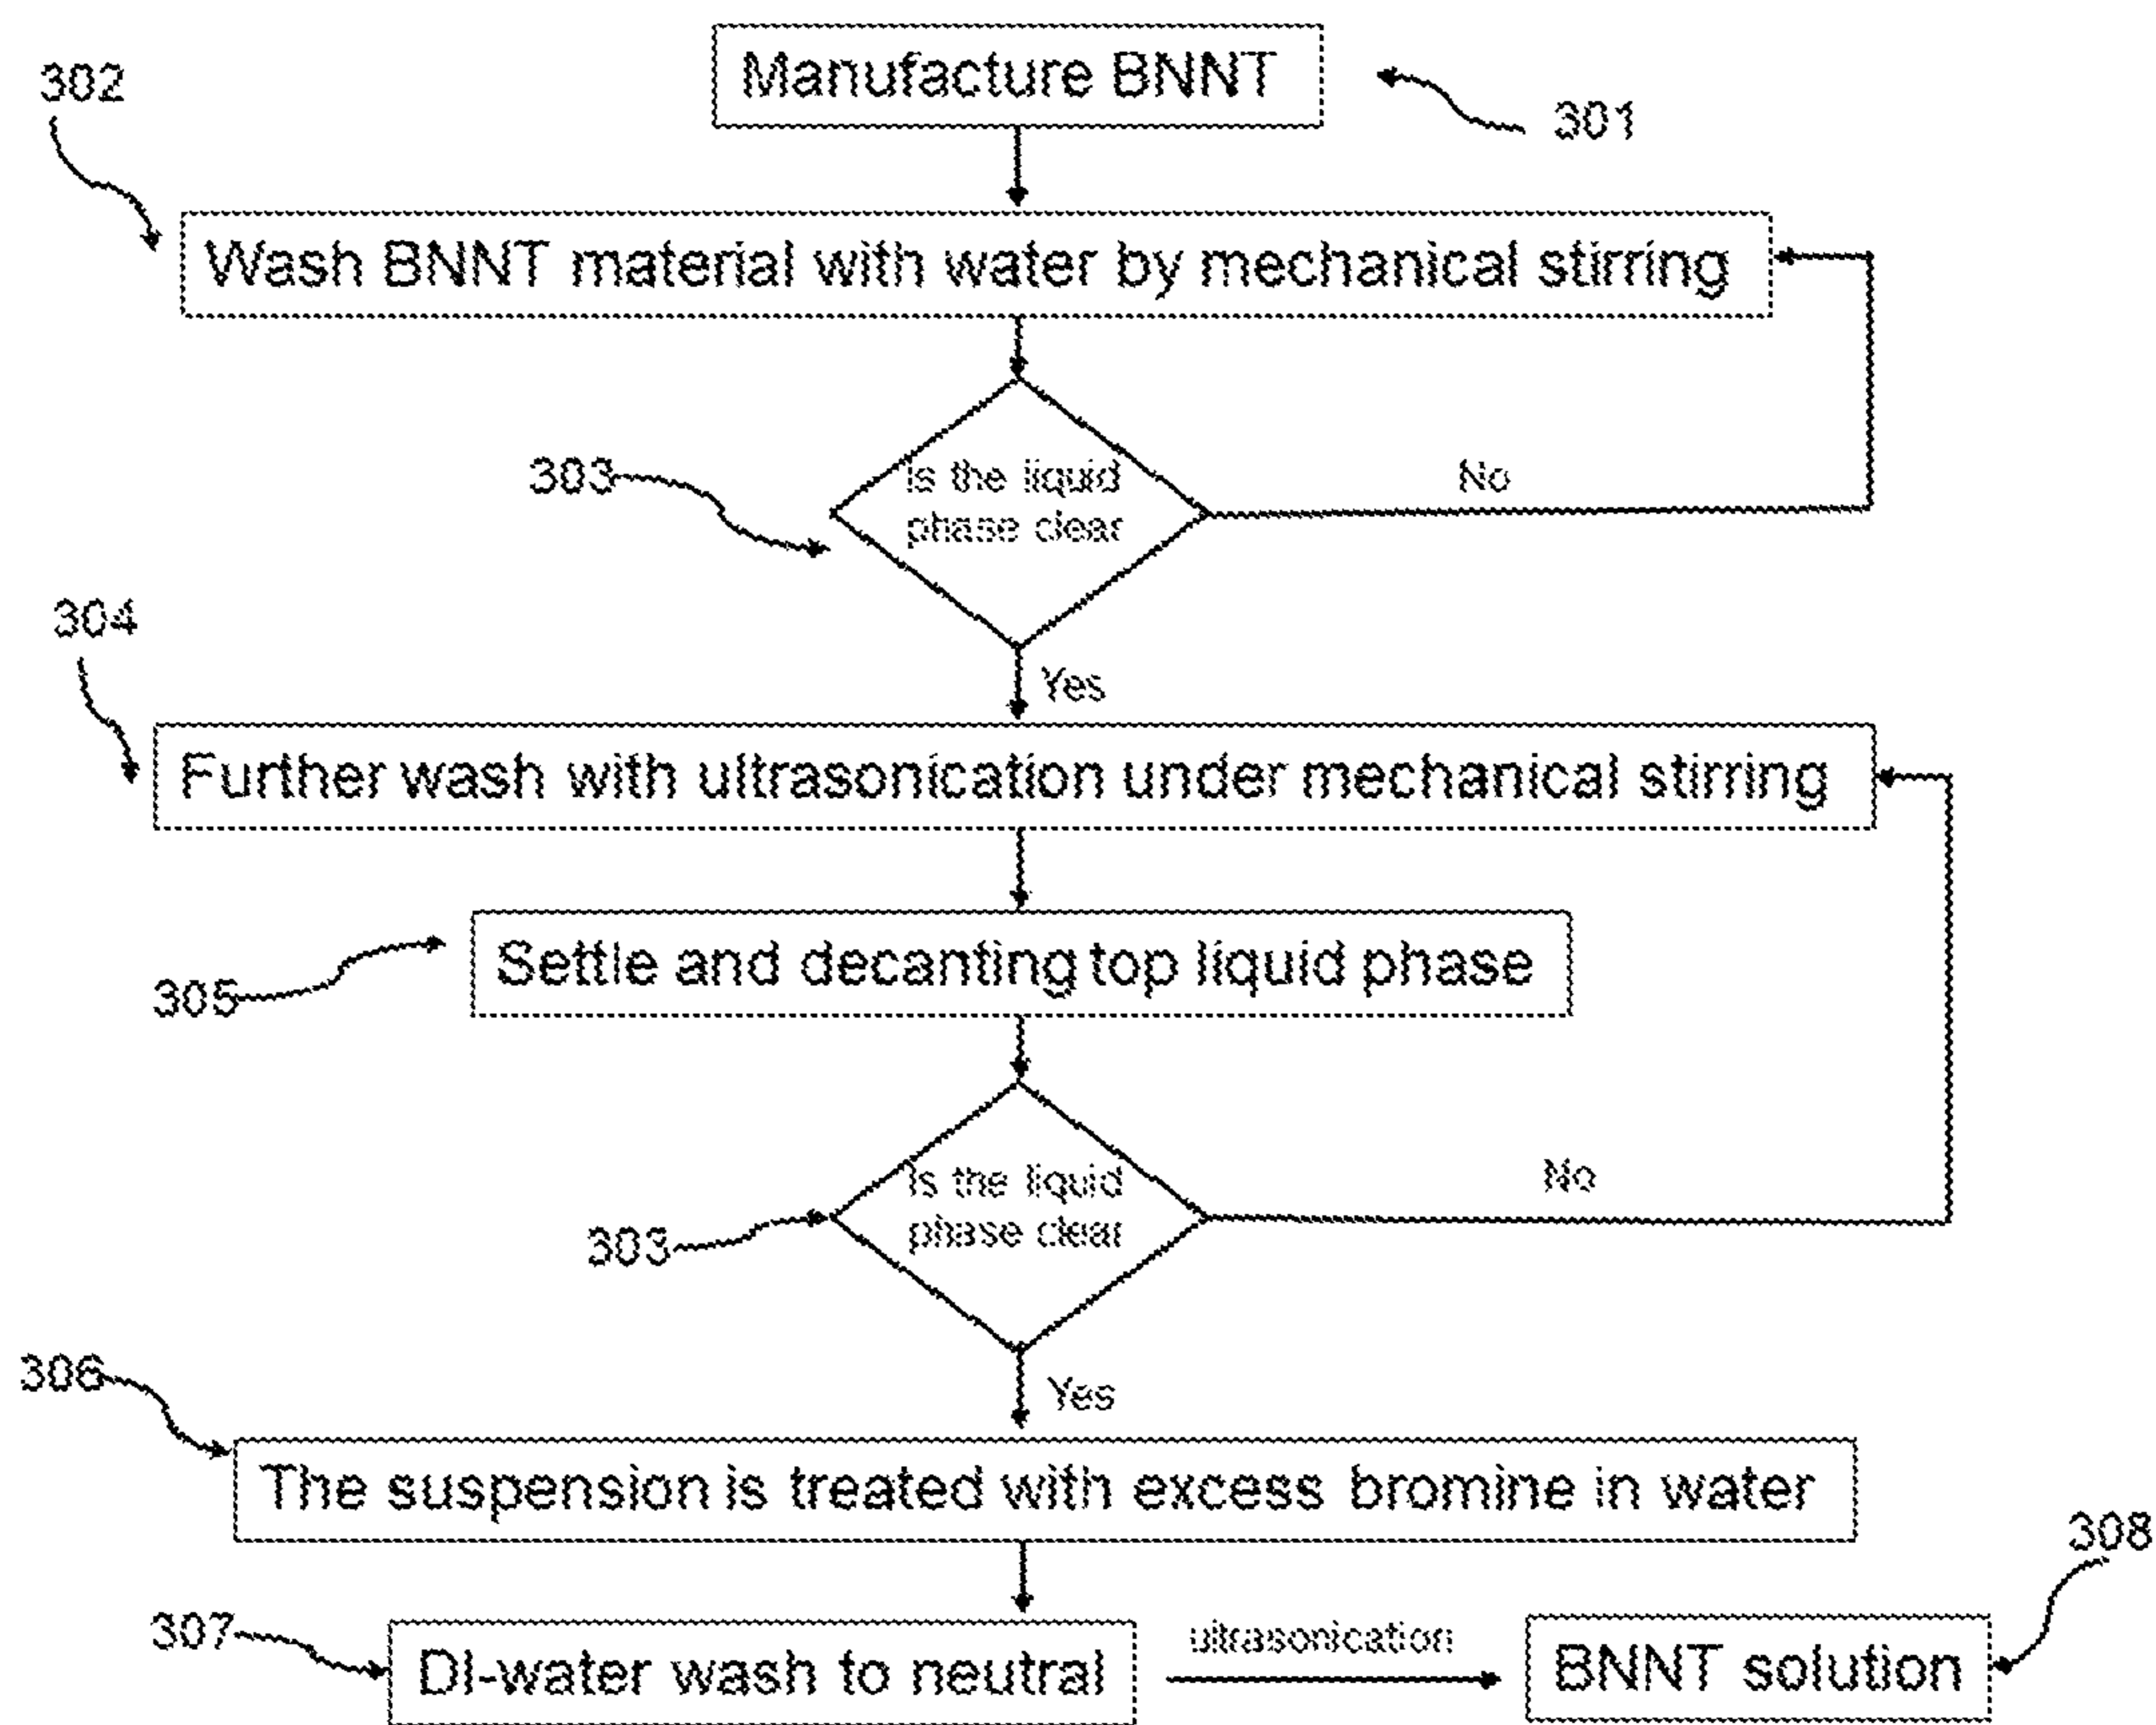 Manufacture BNNT
302
301
Wash BNNT material with water by mechanical stirring
303
Is the liquid
phase clear
No
304
Yes
Further wash with ultrasonication under mechanical stirring
305
Settle and decanting top liquid phase
303
Is the liquid
phase clear
No
306
Yes
The suspension is treated with excess bromine in water
308
307
DI-water wash to neutral
ultrasonication
BNNT solution